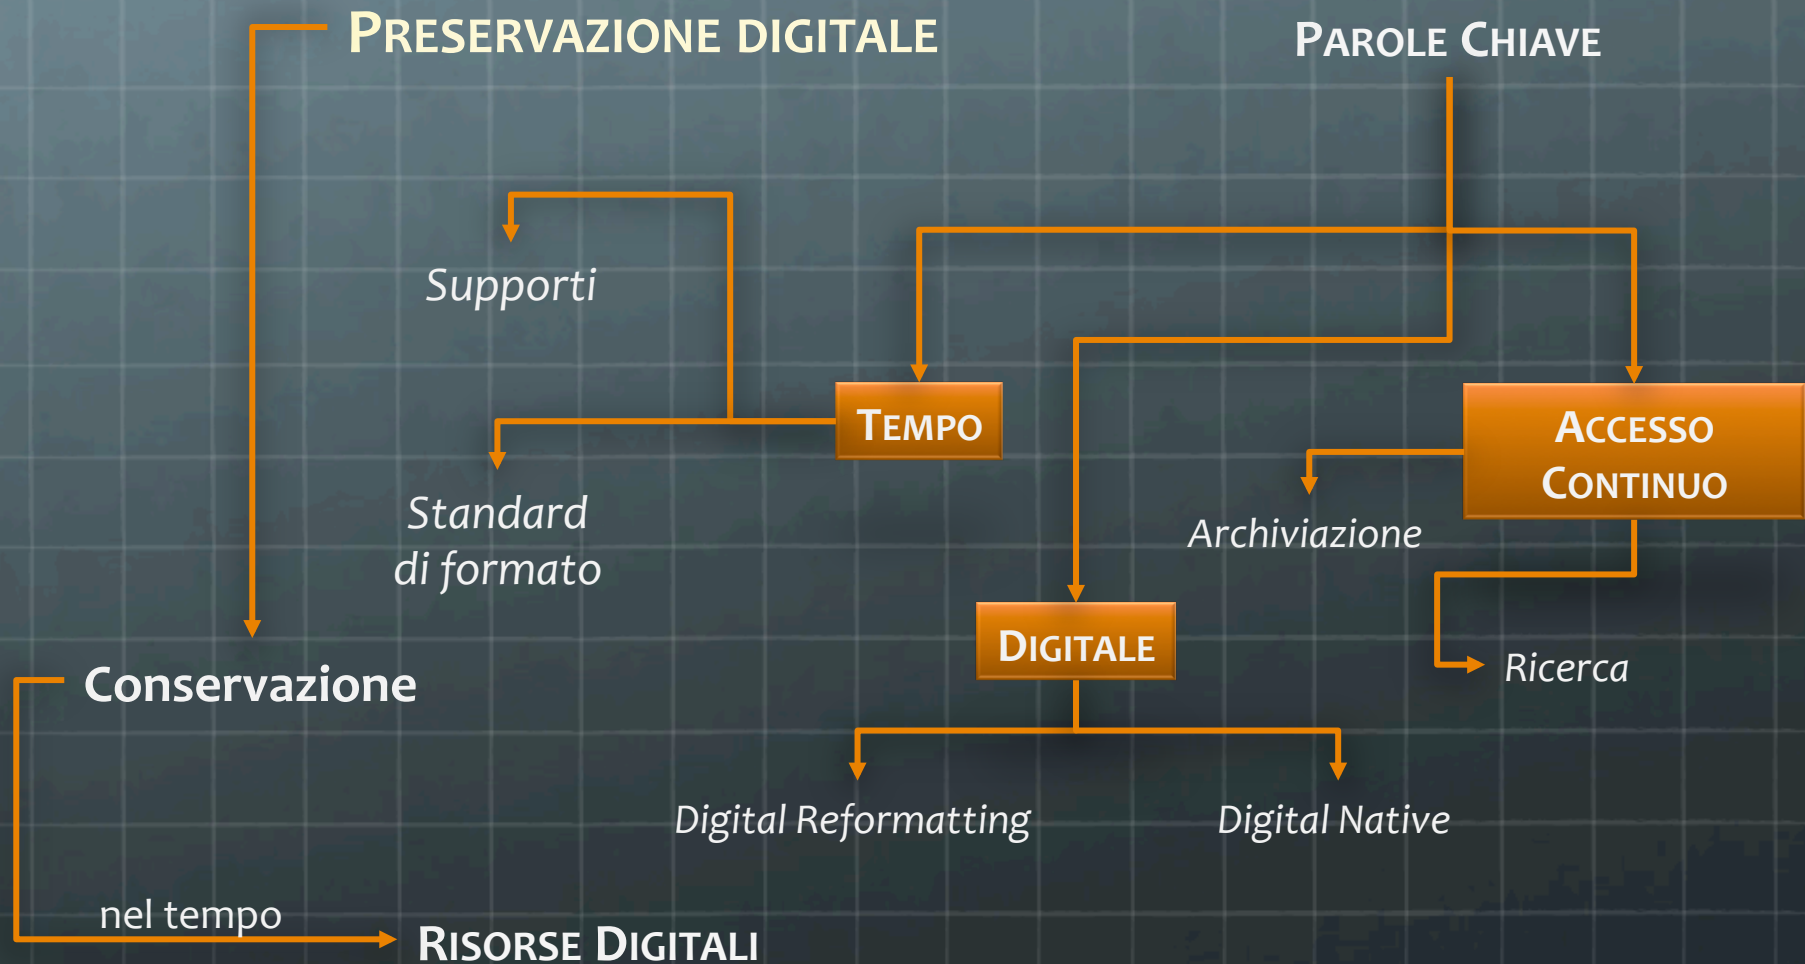 PRESERVAZIONE DIGITALE
PAROLE CHIAVE
Supporti
TEMPO
ACCESSO
CONTINUO
Standard
di formato
Archiviazione
DIGITALE
Ricerca
Conservazione
Digital Reformatting
Digital Native
nel tempo
RISORSE DIGITALI